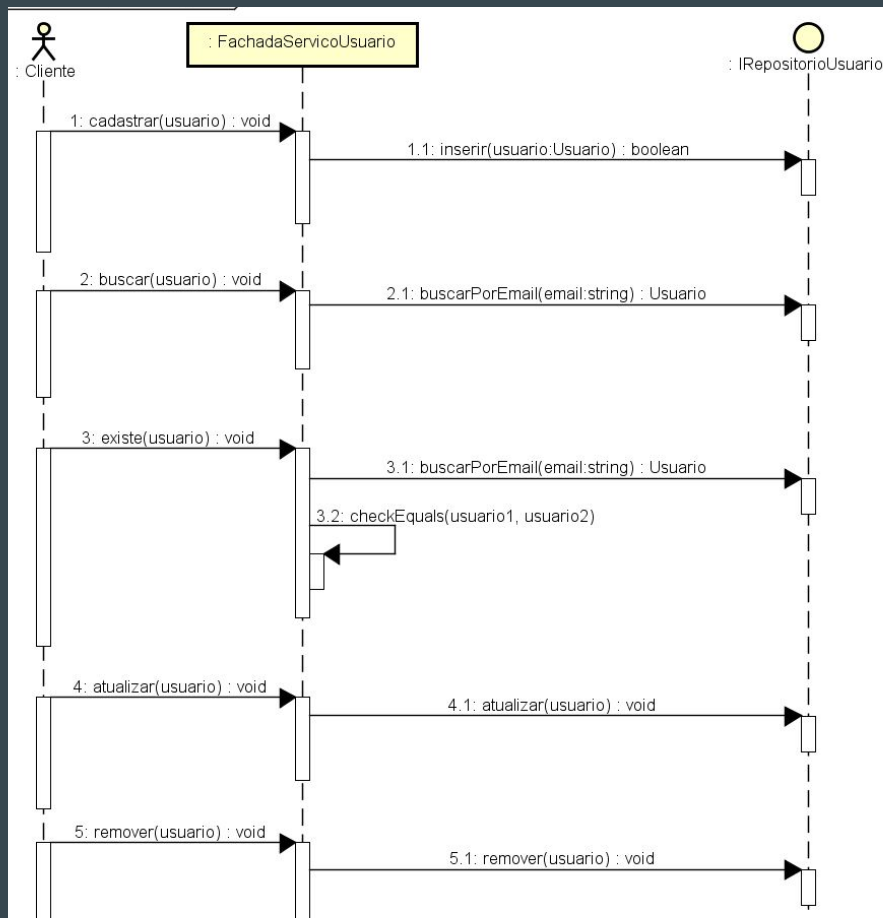 : Cliente
: FachadaServicoUsuario
: IRepositorioUsuario
1: cadastrar(usuario) : void
1.1: inserir(usuario:Usuario) : boolean
2: buscar(usuario) : void
2.1: buscarPorEmail(email:string) : Usuario
3: existe(usuario) : void
3.1: buscarPorEmail(email:string) : Usuario
3.2: checkEquals(usuario1, usuario2)
4: atualizar(usuario) : void
4.1: atualizar(usuario) : void
5: remover(usuario) : void
5.1: remover(usuario) : void